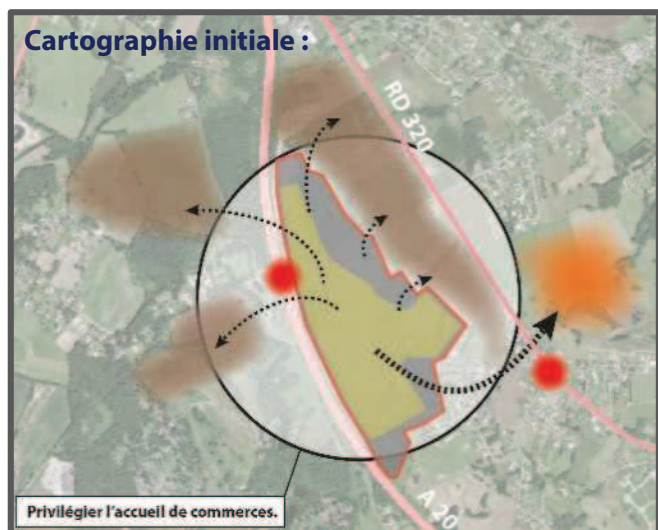 Cartographie initiale :
RD 320
A 20
Privilégier l'accueil de commerces.